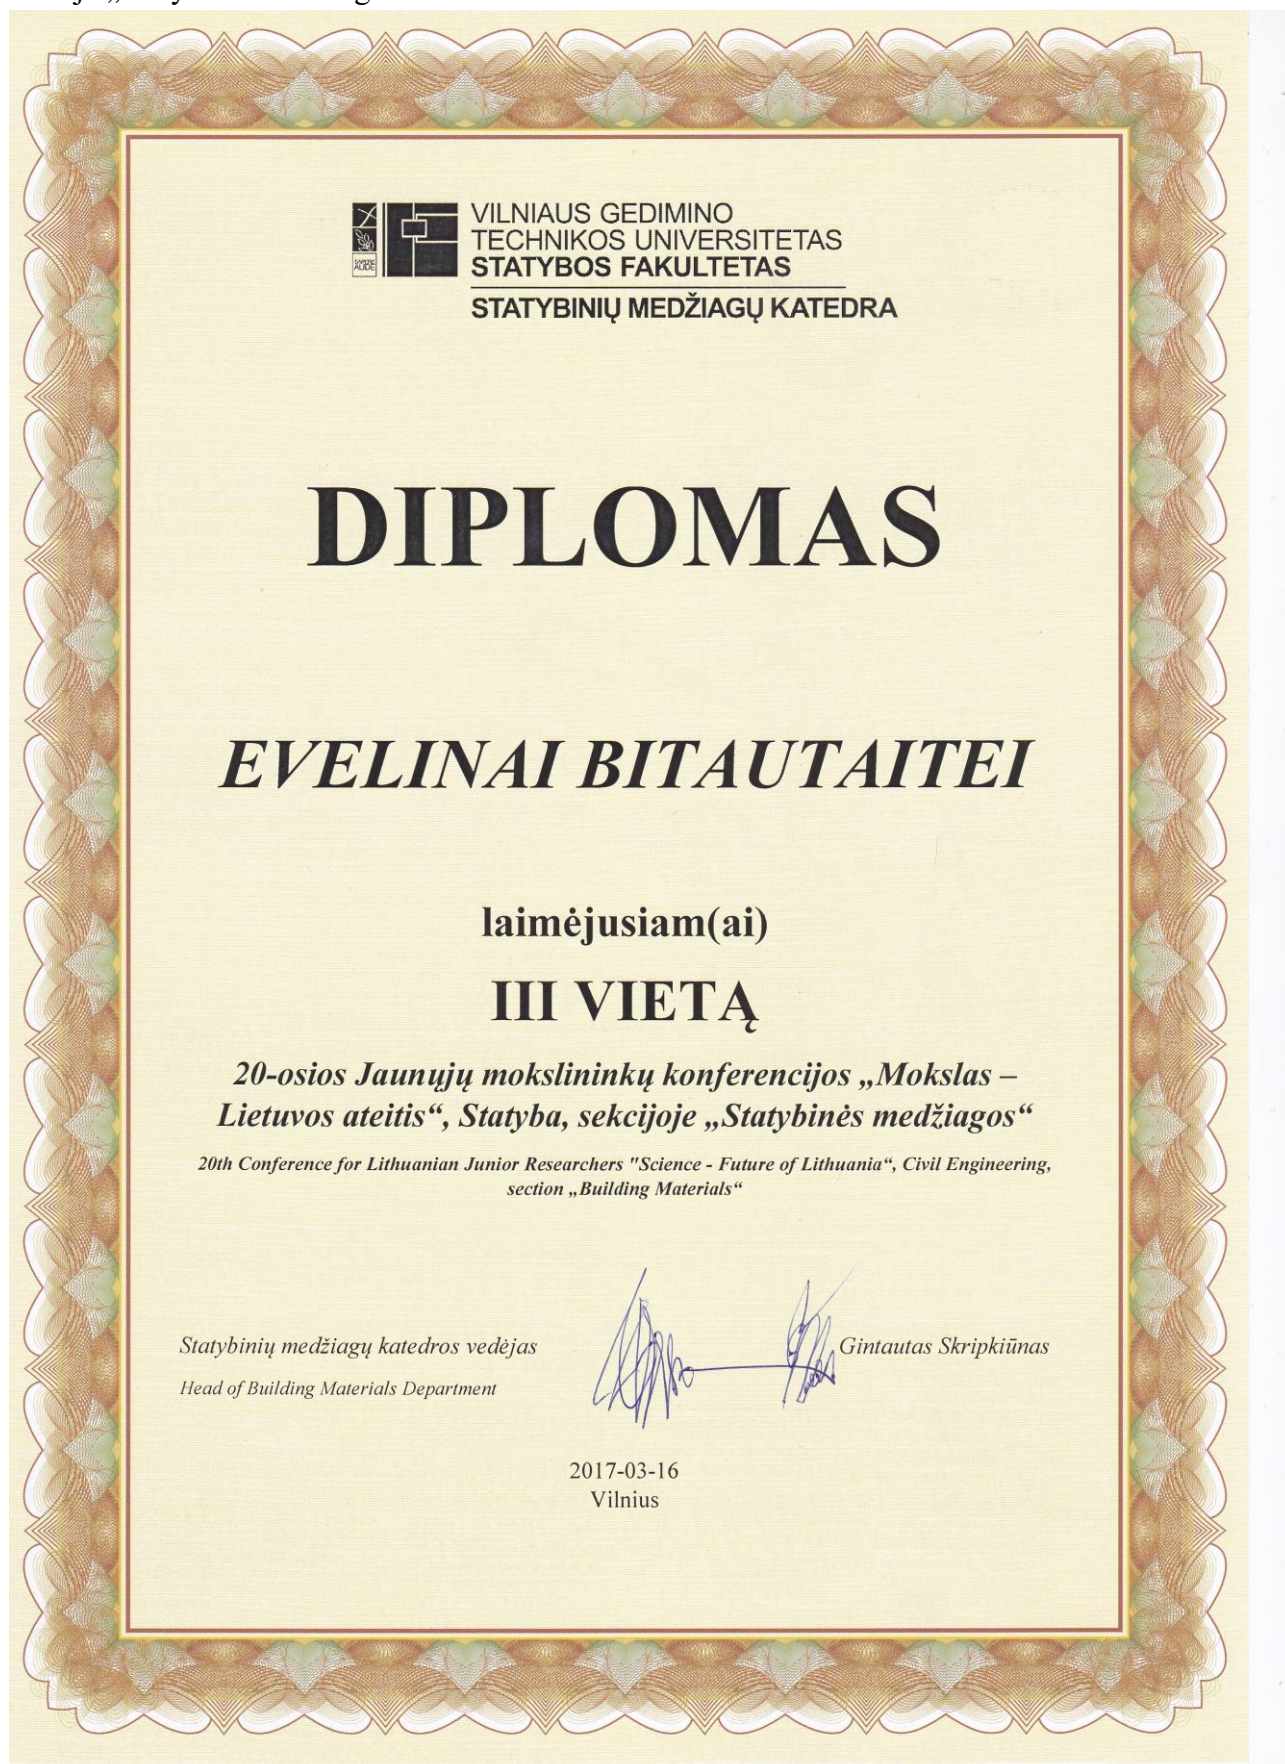 VILNIAUS GEDIMINO
TECHNIKOS UNIVERSITETAS
STATYBOS FAKULTETAS
SAPERE
AUDE
STATYBINIŲ MEDŽIAGŲ KATEDRA
DIPLOMAS
EVELINAI BITAUTAITEI
laimėjusiam(ai)
III VIETĄ
20-osios Jaunųjų mokslininkų konferencijos „Mokslas –
Lietuvos ateitis“, Statyba, sekcijoje „Statybinės medžiagos“
20th Conference for Lithuanian Junior Researchers "Science - Future of Lithuania“, Civil Engineering,
section „Building Materials“
Statybinių medžiagų katedros vedėjas
Gintautas Skripkiūnas
Head of Building Materials Department
2017-03-16
Vilnius